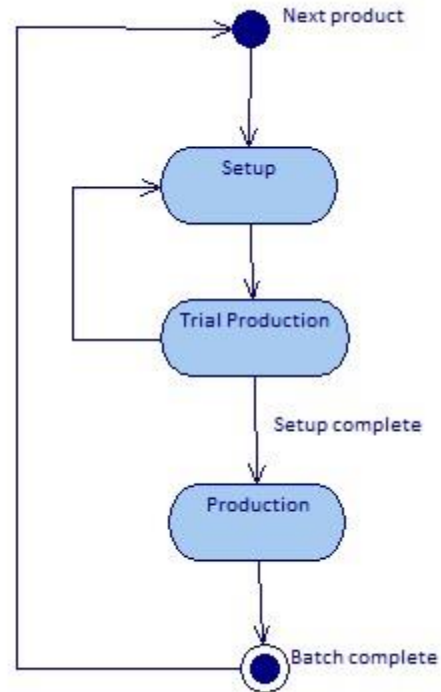 Next product
Setup
Trial Production
Setup complete
Production
Batch complete